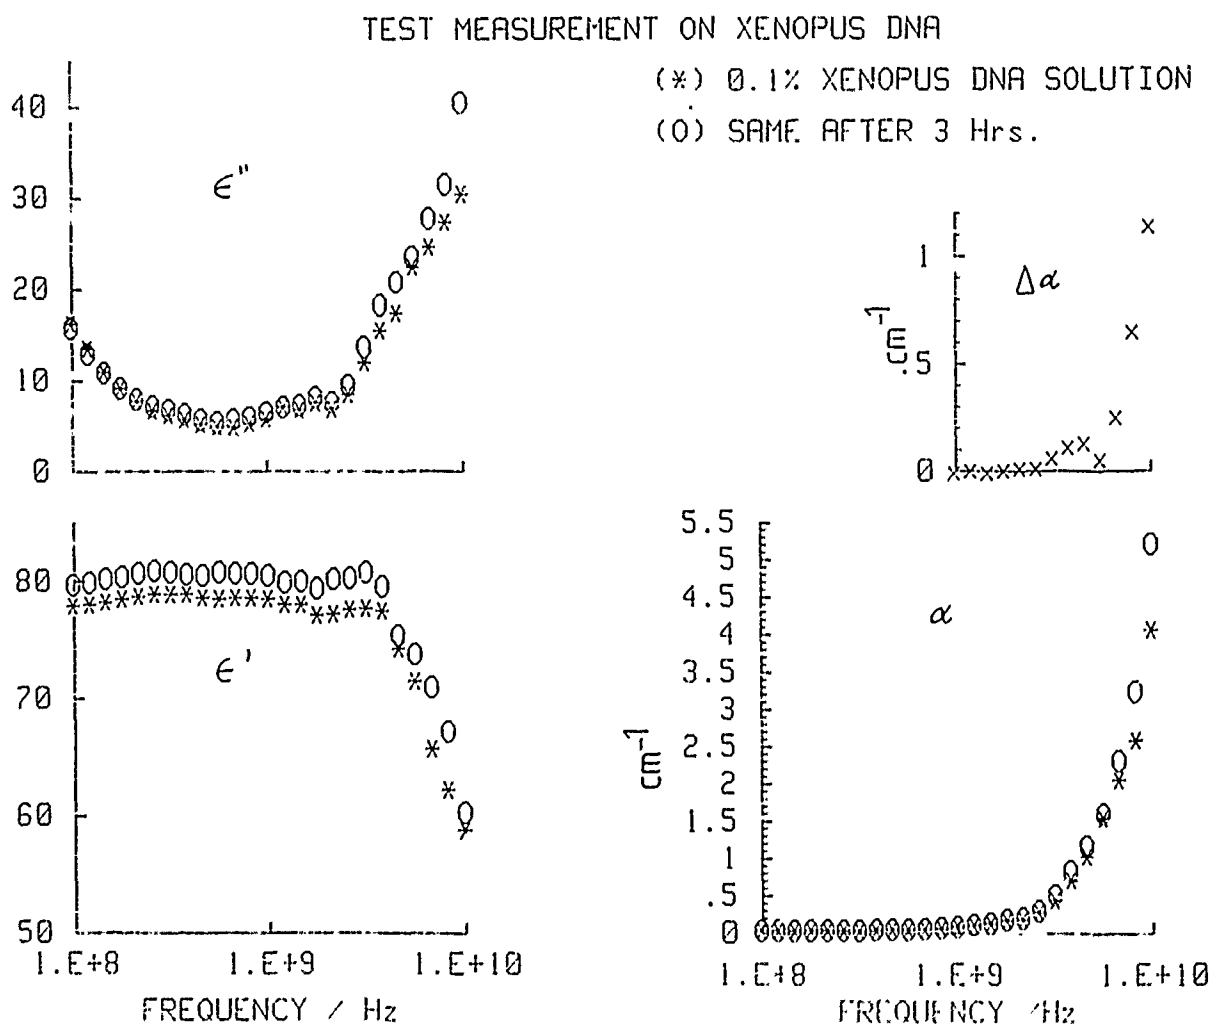 TEST MEASUREMENT ON XENOPUS DNA
(*) 0.1% XENOPUS DNA SOLUTION
(O) SAME AFTER 3 Hrs.
40
30
20
10
0
ϵ"
1
.5
0
cm-1
Δα
80
70
60
50
ϵ'
1.E+8
1.E+9
1.E+10
FREQUENCY / Hz
5.5
5
4.5
4
3.5
3
2.5
2
1.5
1
.5
0
cm-1
α
1.E+8
1.E+9
1.E+10
FREQUENCY /Hz